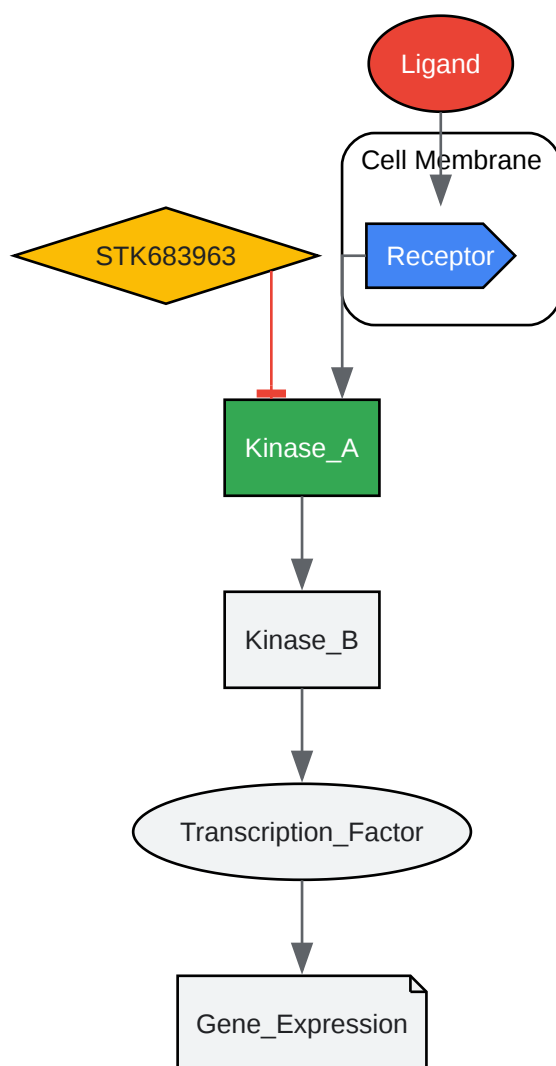 Ligand
Cell Membrane
STK683963
Receptor
Kinase_A
Kinase_B
Transcription_Factor
Gene_Expression